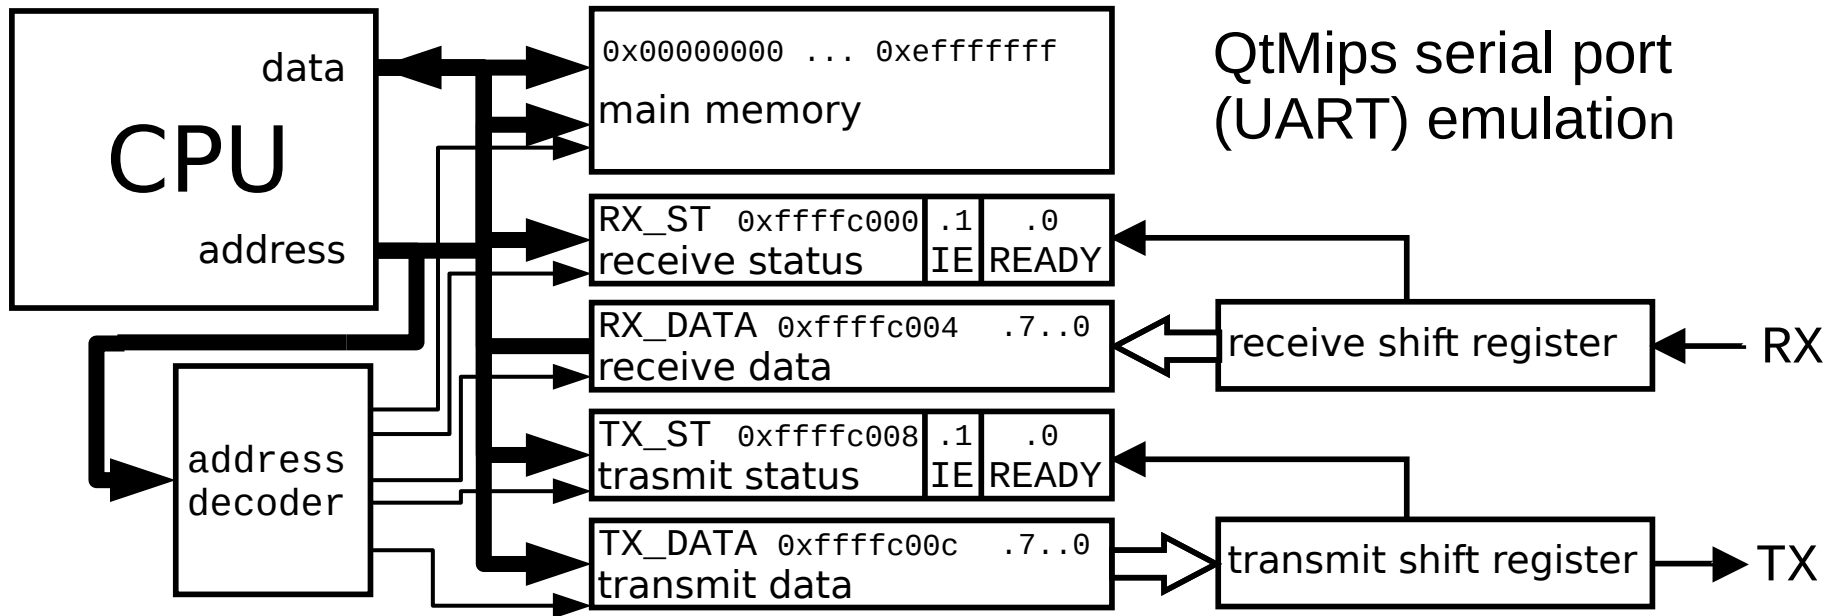 data
CPU
address
address
decoder
0x00000000 ... 0xefffffff
main memory
RX_ST 0xffffc000 .1 .0
receive status IE READY
RX_DATA 0xffffc004 .7..0
receive data
TX_ST 0xffffc008 .1 .0
trasmit status IE READY
TX_DATA 0xffffc00c .7..0
transmit data
QtMips serial port
(UART) emulation
receive shift register
RX
transmit shift register
TX